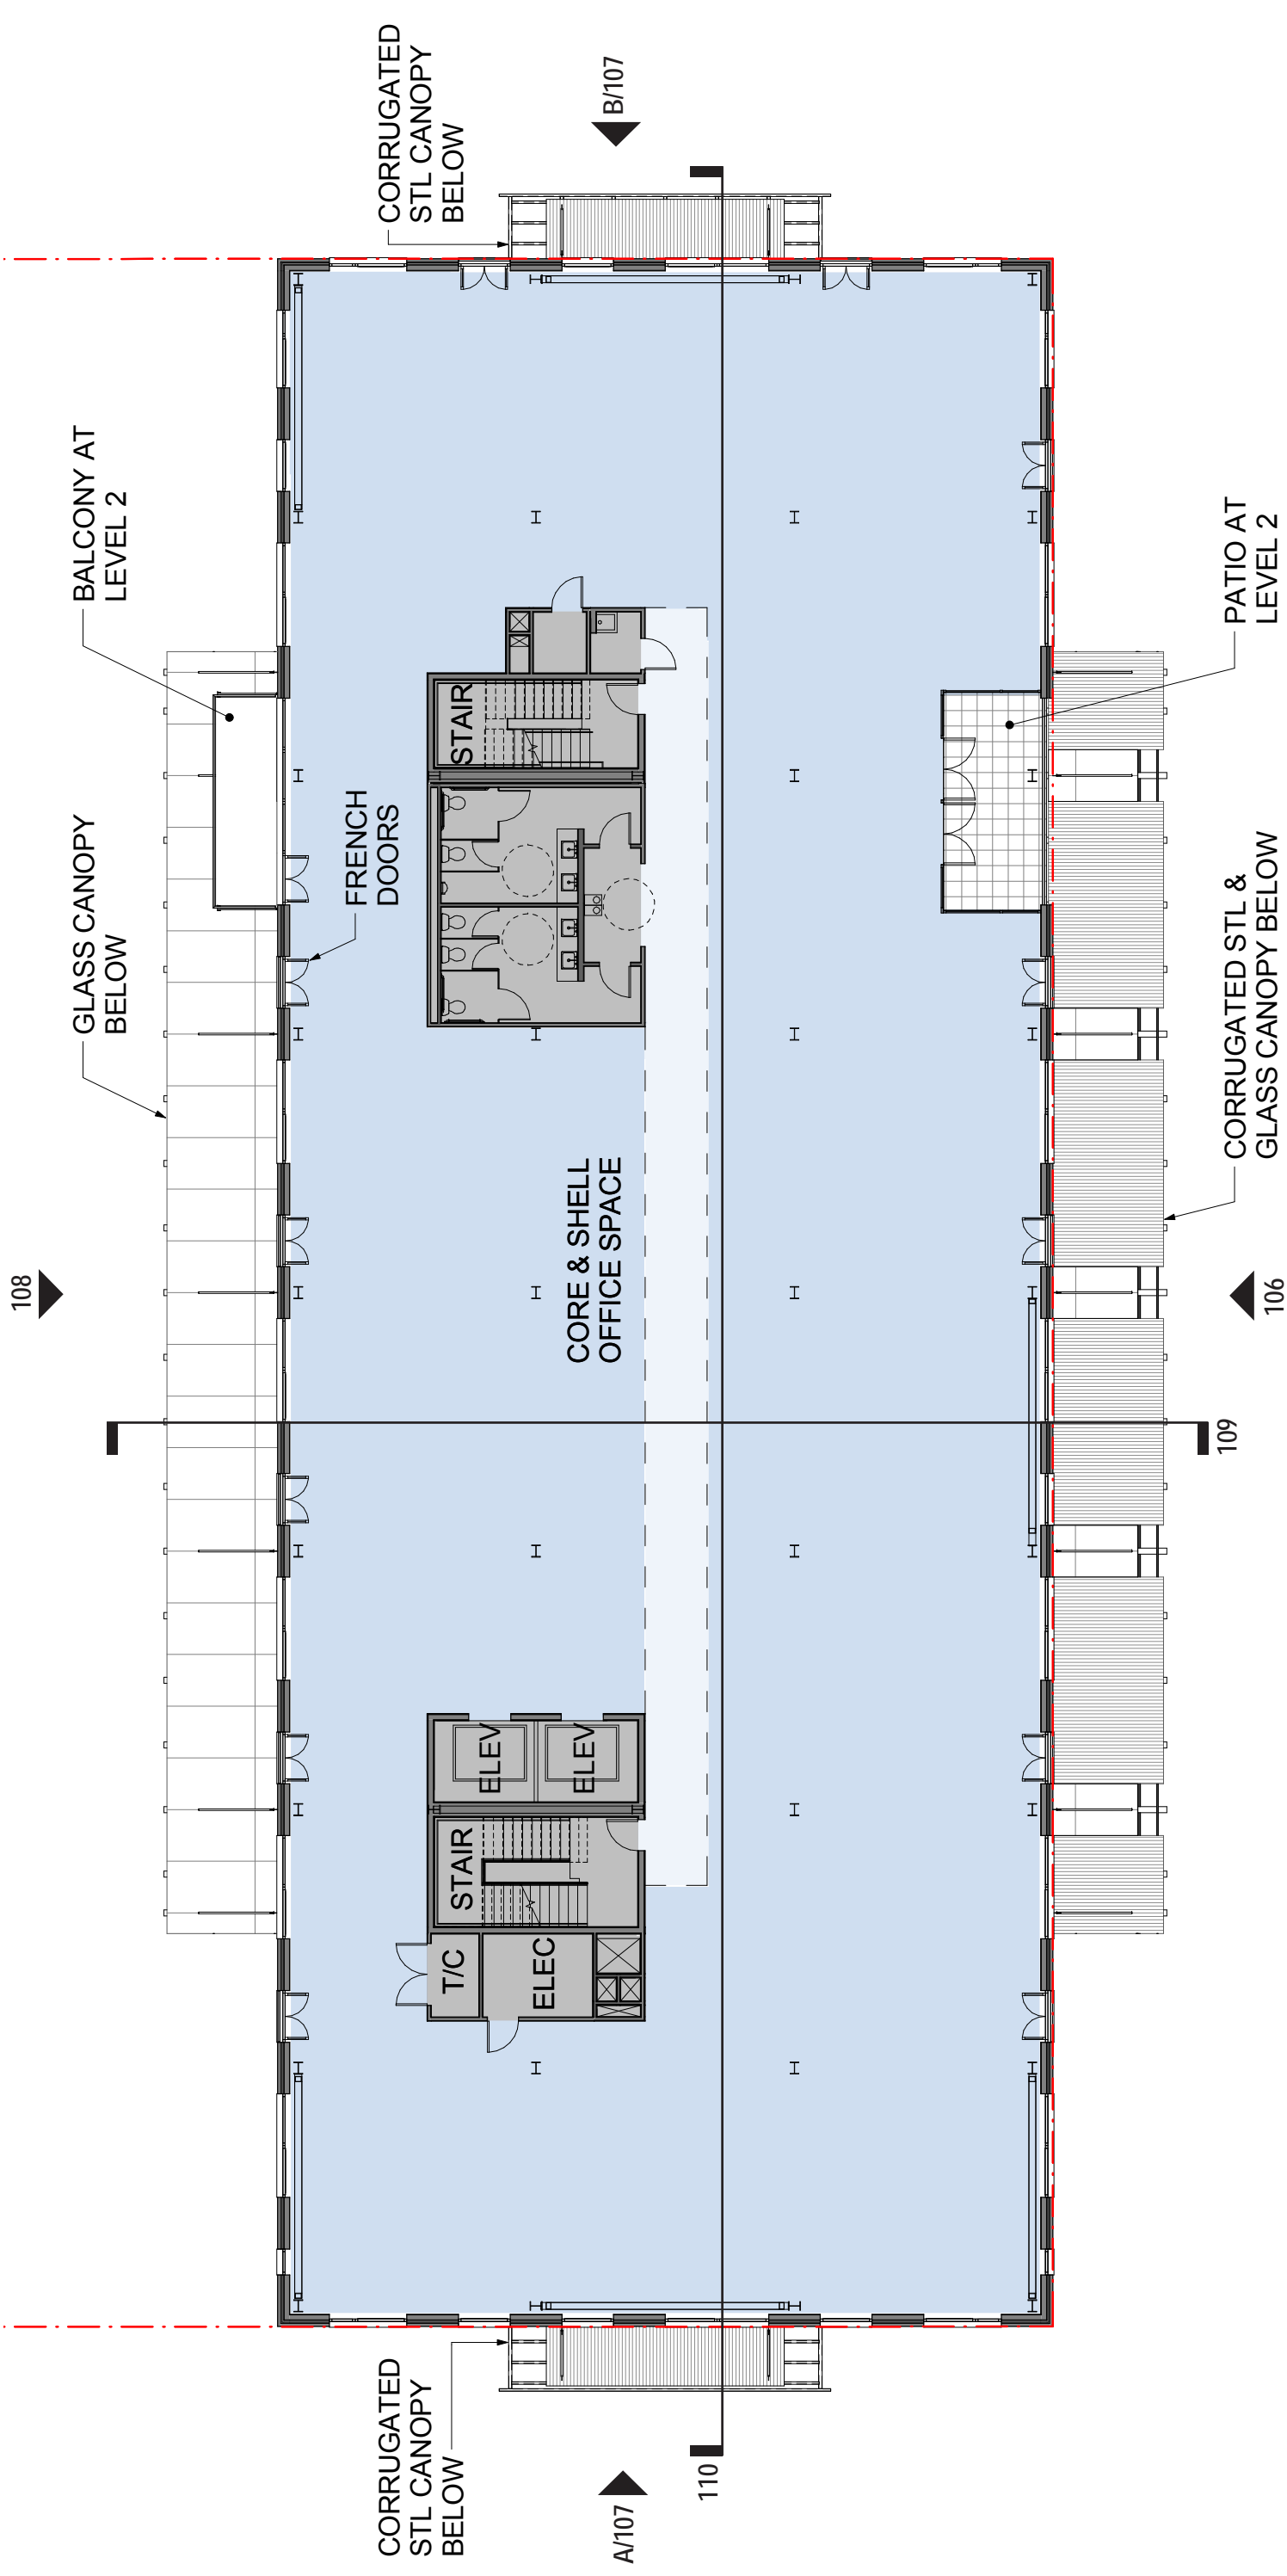 CORRUGATED
STL CANOPY
BELOW
B/107
BALCONY AT
LEVEL 2
GLASS CANOPY
BELOW
FRENCH
DOORS
STAIR
PATIO AT
LEVEL 2
CORE & SHELL
OFFICE SPACE
CORRUGATED STL &
GLASS CANOPY BELOW
108
106
109
ELEV
ELEV
STAIR
T/C
ELEC
CORRUGATED
STL CANOPY
BELOW
A/107
110